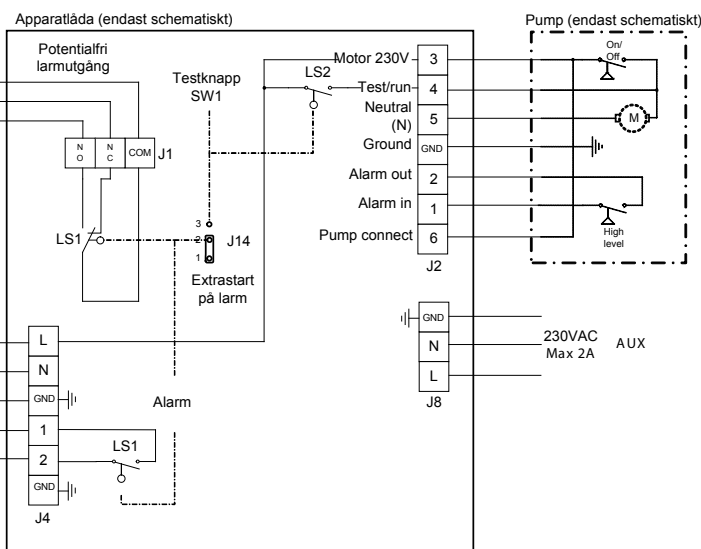 Apparatlåda (endast schematiskt)
Pump (endast schematiskt)
Potentialfri
larmutgång
Testknapp
SW1
LS2
Motor 230V
3
Test/run
4
Neutral
(N)
5
Ground
GND
Alarm out
2
Alarm in
1
Pump connect
6
J2
On/
Off
M
High
level
NO
NC
COM
J1
LS1
3
2
1
J14
Extrastart
på larm
L
N
GND
1
2
GND
J4
Alarm
LS1
GND
N
L
J8
230VAC
Max 2A
AUX